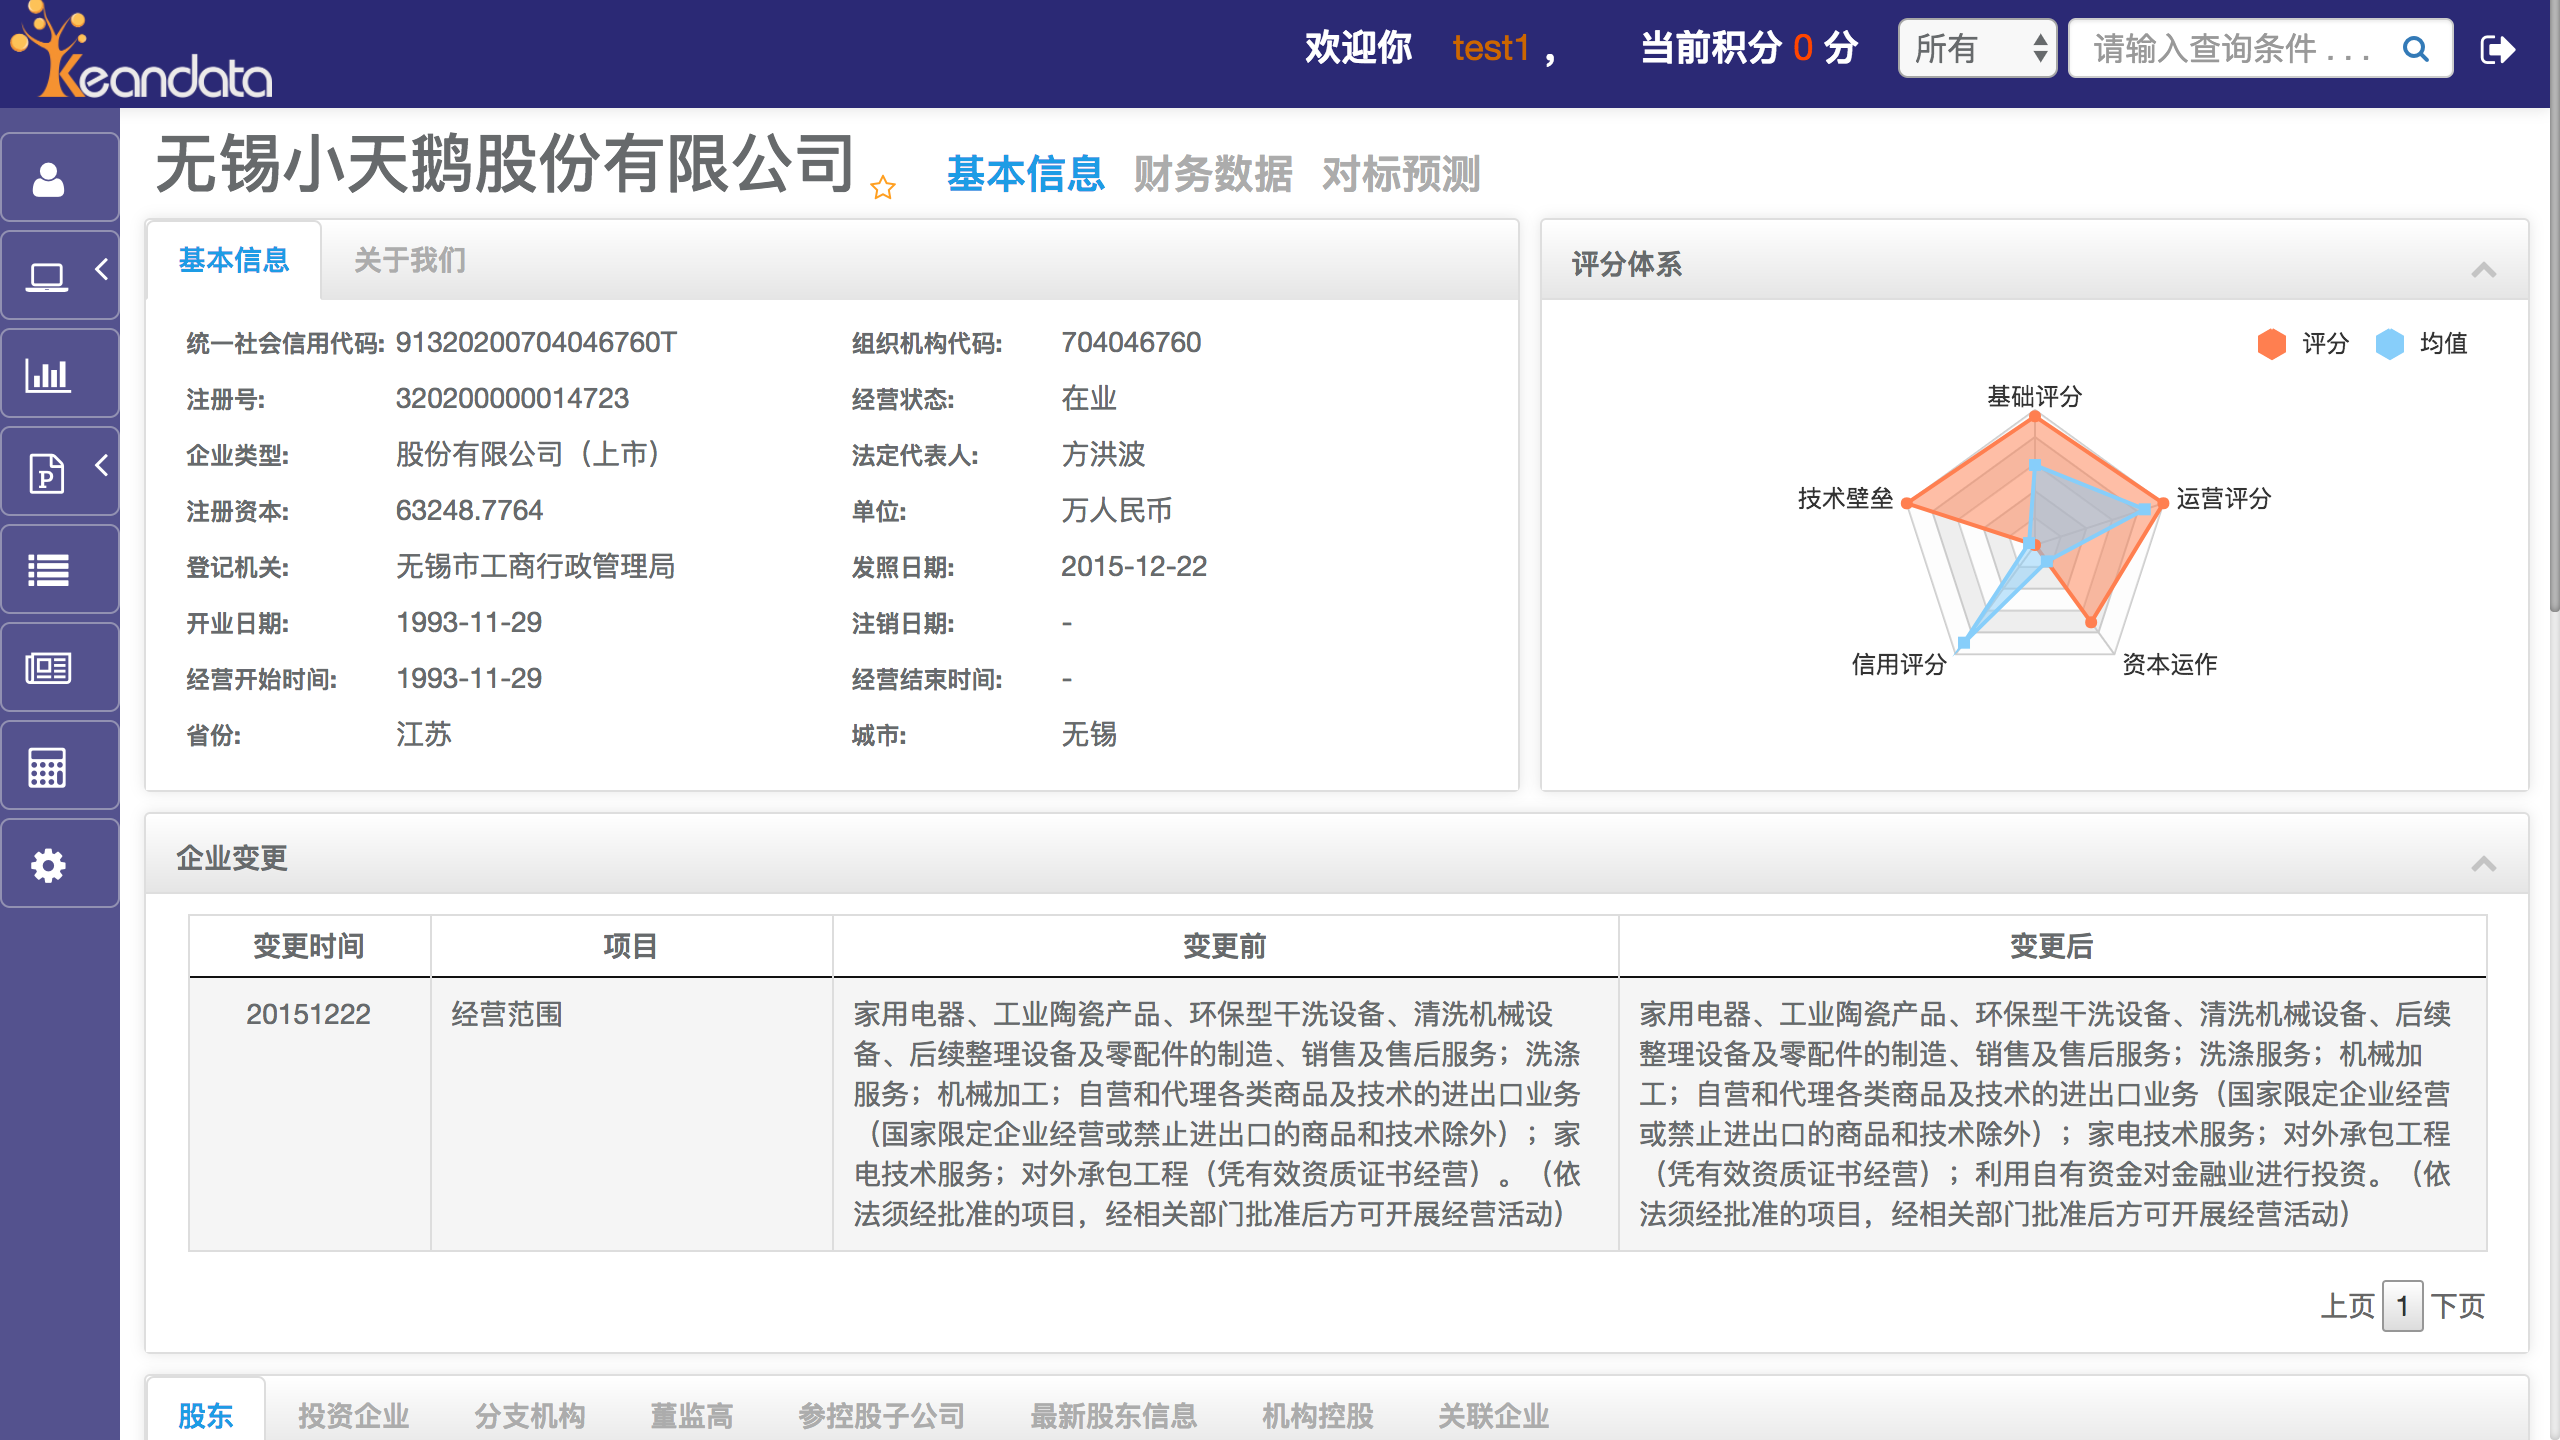 Keandata
欢迎你 test1 ， 当前积分 0 分 所有 请输入查询条件 . . .
无锡小天鹅股份有限公司 基本信息 财务数据 对标预测
基本信息 关于我们
统一社会信用代码: 91320200704046760T 组织机构代码: 704046760
注册号: 320200000014723 经营状态: 在业
企业类型: 股份有限公司（上市） 法定代表人: 方洪波
注册资本: 63248.7764 单位: 万人民币
登记机关: 无锡市工商行政管理局 发照日期: 2015-12-22
开业日期: 1993-11-29 注销日期: -
经营开始时间: 1993-11-29 经营结束时间: -
省份: 江苏 城市: 无锡
评分体系
评分 均值
基础评分
技术壁垒 运营评分
信用评分 资本运作
企业变更
变更时间 项目 变更前 变更后
20151222 经营范围
家用电器、工业陶瓷产品、环保型干洗设备、清洗机械设
备、后续整理设备及零配件的制造、销售及售后服务；洗涤
服务；机械加工；自营和代理各类商品及技术的进出口业务
（国家限定企业经营或禁止进出口的商品和技术除外）；家
电技术服务；对外承包工程（凭有效资质证书经营）。（依
法须经批准的项目，经相关部门批准后方可开展经营活动）
家用电器、工业陶瓷产品、环保型干洗设备、清洗机械设备、后续
整理设备及零配件的制造、销售及售后服务；洗涤服务；机械加
工；自营和代理各类商品及技术的进出口业务（国家限定企业经营
或禁止进出口的商品和技术除外）；家电技术服务；对外承包工程
（凭有效资质证书经营）；利用自有资金对金融业进行投资。（依
法须经批准的项目，经相关部门批准后方可开展经营活动）
上页 1 下页
股东 投资企业 分支机构 董监高 参控股子公司 最新股东信息 机构控股 关联企业